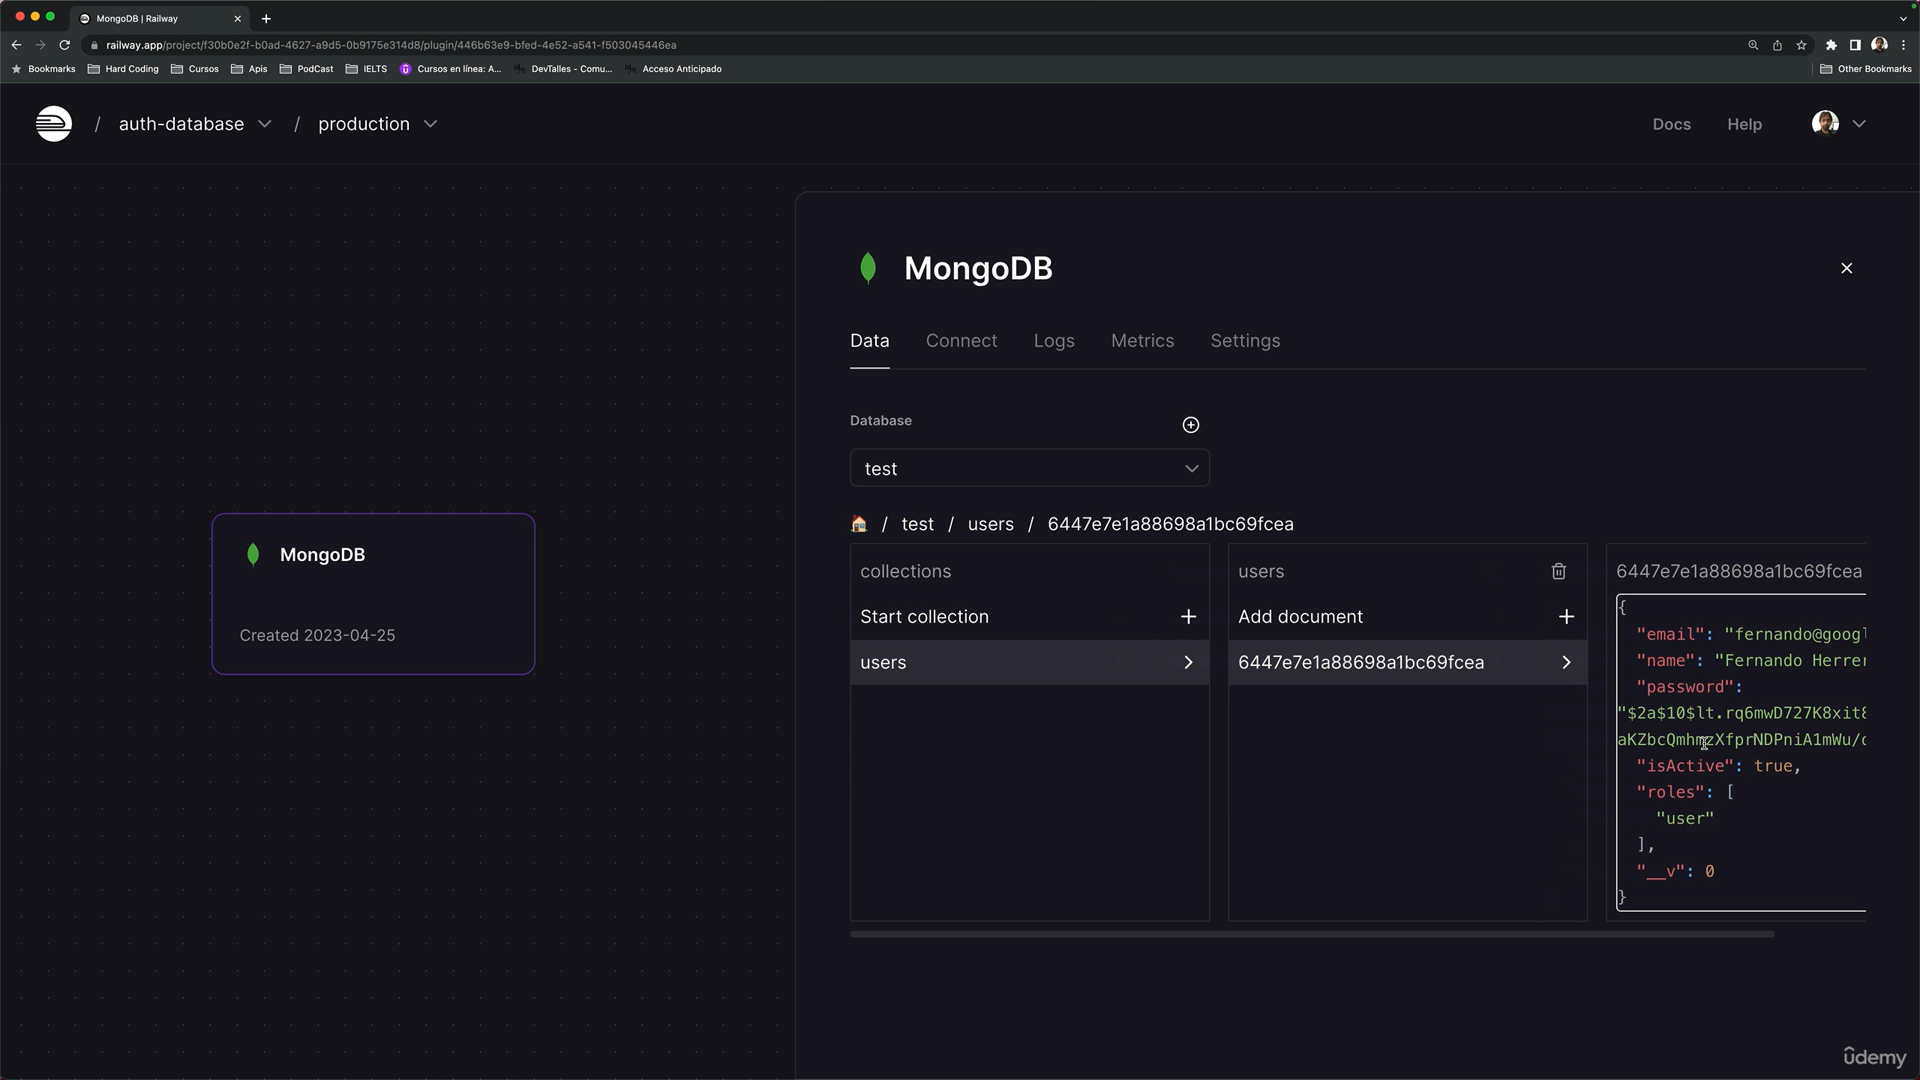 MongoDB | Railway
railway.app/project/f30b0e2f-b0ad-4627-a9d5-0b9175e314d8/plugin/446b63e9-bfed-4e52-a541-f503045446ea
Bookmarks Hard Coding Cursos Apis PodCast IELTS Cursos en línea: A... DevTalles - Comu... Acceso Anticipado Other Bookmarks
/ auth-database / production Docs Help
MongoDB
Data Connect Logs Metrics Settings
Database
test
/ test / users / 6447e7e1a88698a1bc69fcea
collections
Start collection +
users
users
Add document +
6447e7e1a88698a1bc69fcea
6447e7e1a88698a1bc69fcea
{
"email": "fernando@googl
"name": "Fernando Herrer
"password":
"$2a$10$lt.rq6mwD727K8xit8
aKZbcQmhmzXfprNDPniA1mWu/
"isActive": true,
"roles": [
"user"
],
"__v": 0
}
MongoDB
Created 2023-04-25
ûdemy